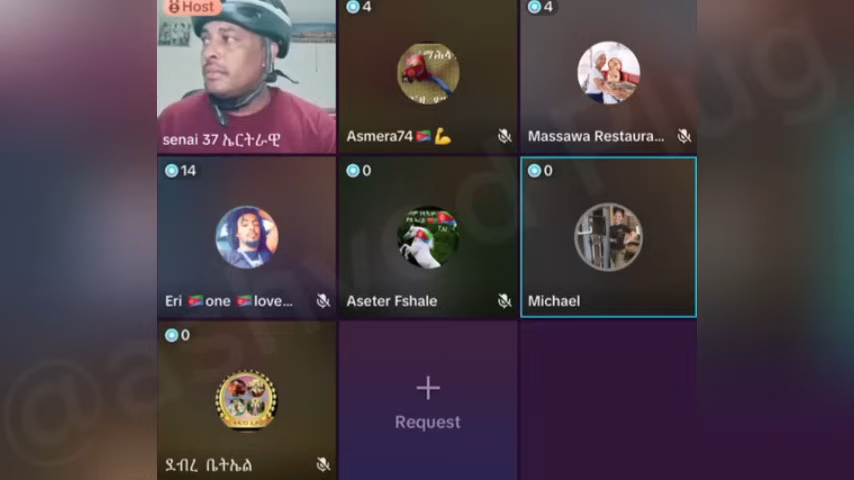 Host
4
4
senai 37 ኤርትራዊ
Asmera74 🇪🇷💪
Massawa Restaura...
14
0
0
Eri 🇪🇷one 🇪🇷love...
Aseter Fshale
Michael
0
+
Request
ደብረ ቤትኤል